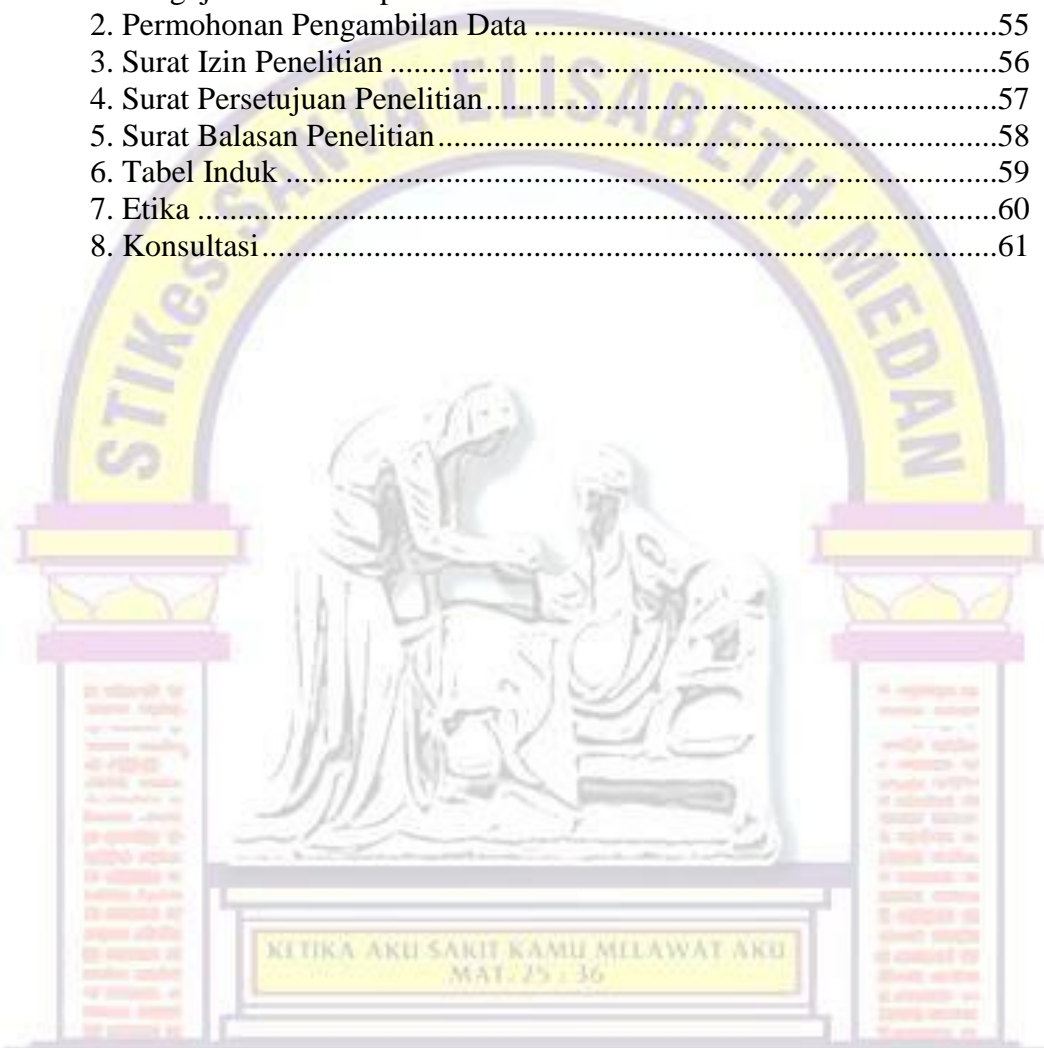 2. Permohonan Pengambilan Data ................................................................55
3. Surat Izin Penelitian ....................................................................................56
4. Surat Persetujuan Penelitian.......................................................................57
5. Surat Balasan Penelitian..............................................................................58
6. Tabel Induk ..................................................................................................59
7. Etika ..............................................................................................................60
8. Konsultasi.....................................................................................................61
STIKes SANTA ELISABETH MEDAN
KETIKA AKU SAKIT KAMU MELAWAT AKU
MAT. 25 : 36